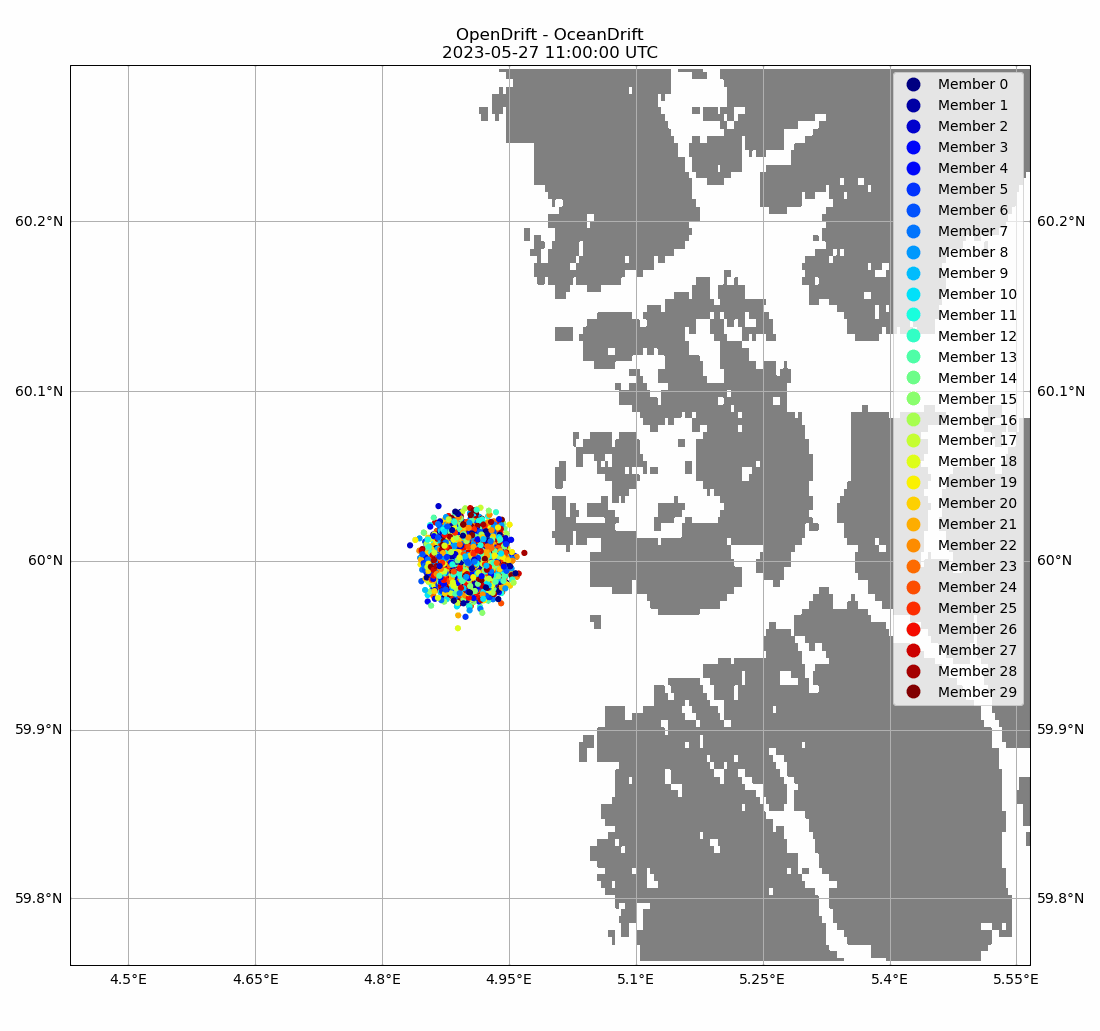 OpenDrift - OceanDrift
2023-05-27 11:00:00 UTC
Member 0
Member 1
Member 2
Member 3
Member 4
Member 5
Member 6
Member 7
Member 8
Member 9
Member 10
Member 11
Member 12
Member 13
Member 14
Member 15
Member 16
Member 17
Member 18
Member 19
Member 20
Member 21
Member 22
Member 23
Member 24
Member 25
Member 26
Member 27
Member 28
Member 29
60.2°N 60.2°N
60.1°N 60.1°N
60°N 60°N
59.9°N 59.9°N
59.8°N 59.8°N
4.5°E 4.65°E 4.8°E 4.95°E 5.1°E 5.25°E 5.4°E 5.55°E